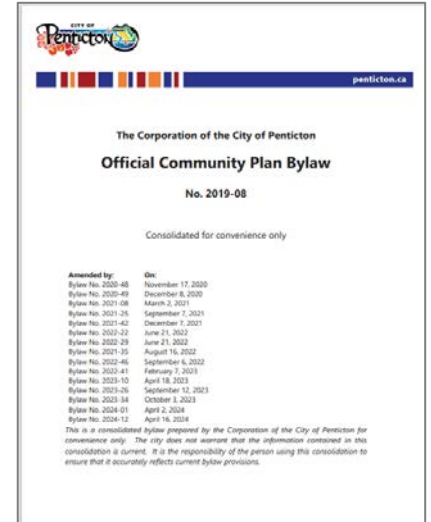 CITY OF
Penticton
penticton.ca
The Corporation of the City of Penticton
Official Community Plan Bylaw
No. 2019-08
Consolidated for convenience only
Amended by: On:
Bylaw No. 2020-48 November 17, 2020
Bylaw No. 2020-49 December 8, 2020
Bylaw No. 2021-08 March 2, 2021
Bylaw No. 2021-25 September 7, 2021
Bylaw No. 2021-42 December 7, 2021
Bylaw No. 2022-22 June 21, 2022
Bylaw No. 2022-29 June 21, 2022
Bylaw No. 2021-35 August 16, 2022
Bylaw No. 2022-46 September 6, 2022
Bylaw No. 2022-41 February 7, 2023
Bylaw No. 2023-10 April 18, 2023
Bylaw No. 2023-26 September 12, 2023
Bylaw No. 2023-34 October 3, 2023
Bylaw No. 2024-01 April 2, 2024
Bylaw No. 2024-12 April 16, 2024
This is a consolidated bylaw prepared by the Corporation of the City of Penticton for
convenience only. The city does not warrant that the information contained in this
consolidation is current. It is the responsibility of the person using this consolidation to
ensure that it accurately reflects current bylaw provisions.